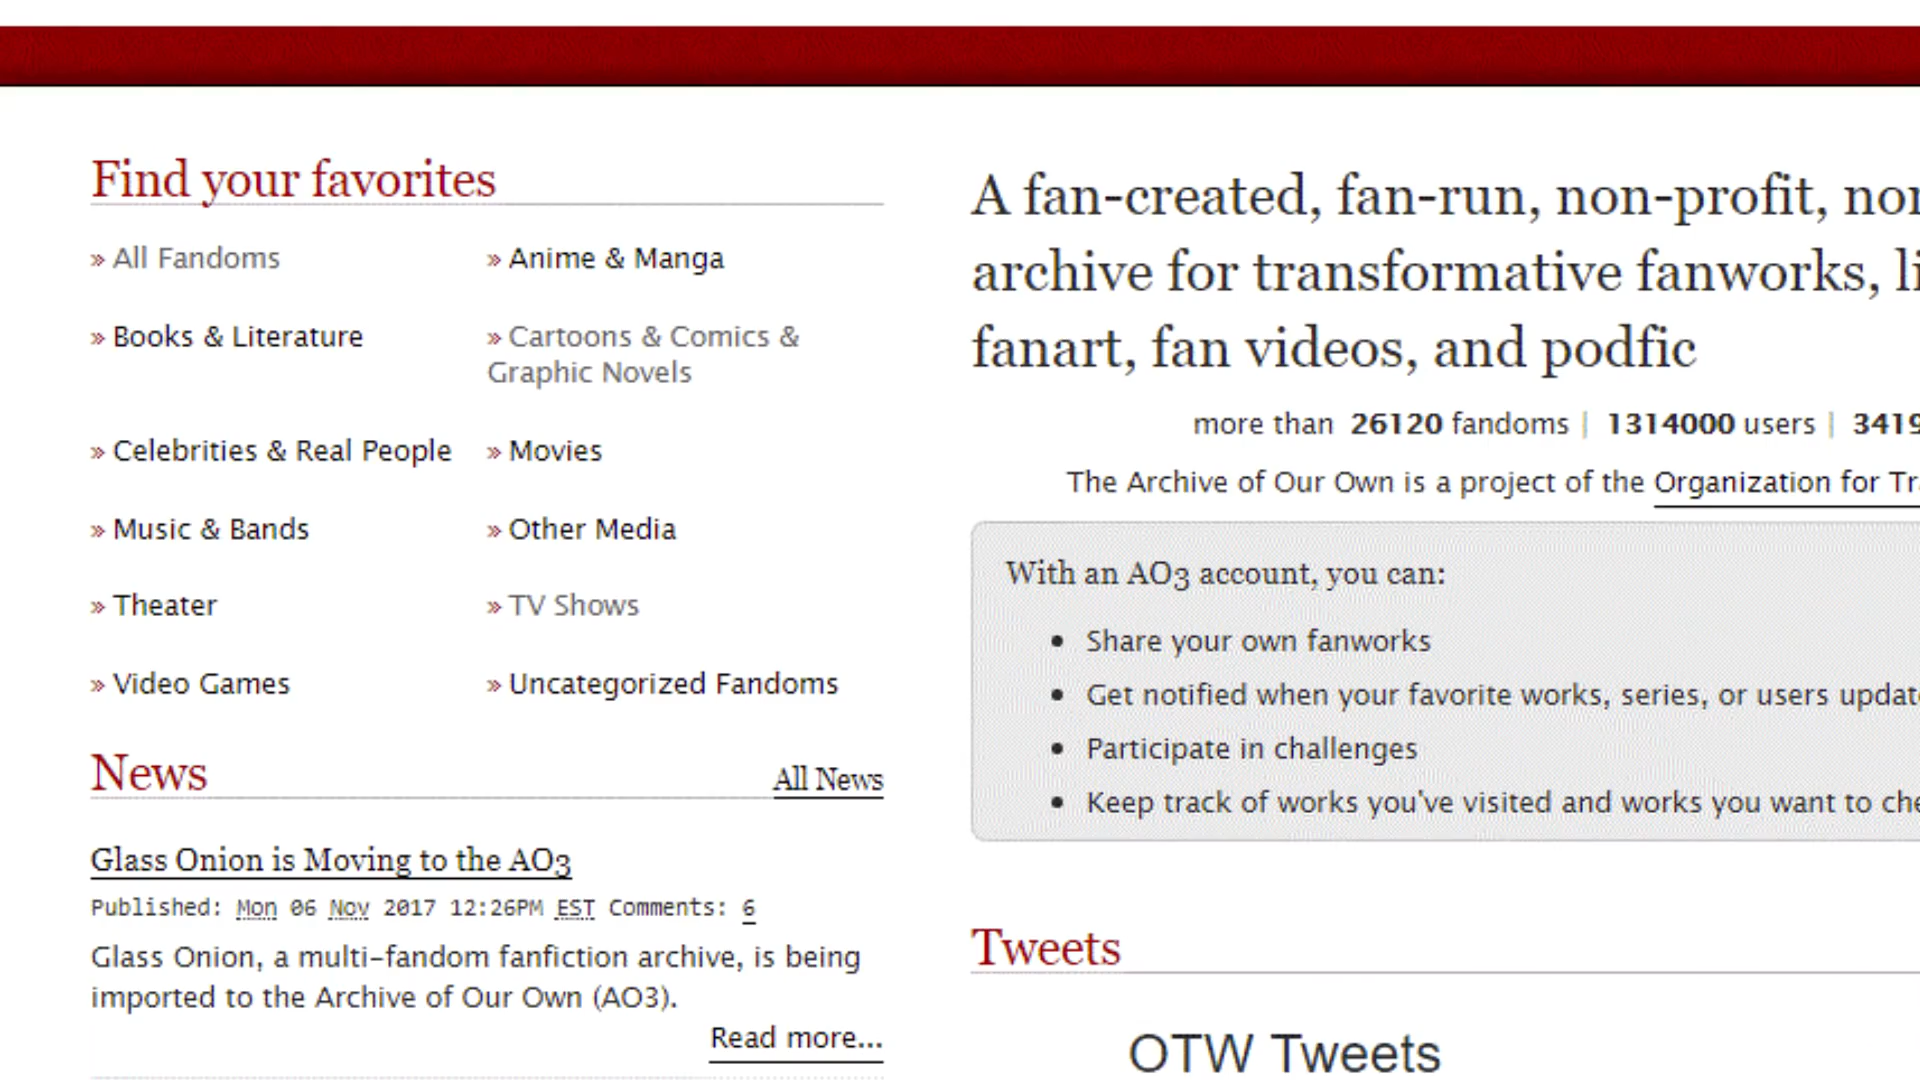 Find your favorites
» All Fandoms
» Anime & Manga
» Books & Literature
» Cartoons & Comics &
Graphic Novels
» Celebrities & Real People
» Movies
» Music & Bands
» Other Media
» Theater
» TV Shows
» Video Games
» Uncategorized Fandoms
News
All News
Glass Onion is Moving to the AO3
Published: Mon 06 Nov 2017 12:26PM EST Comments: 6
Glass Onion, a multi-fandom fanfiction archive, is being
imported to the Archive of Our Own (AO3).
Read more...
A fan-created, fan-run, non-profit,
archive for transformative fanworks,
fanart, fan videos, and podfic
more than 26120 fandoms | 1314000 users | 3419
The Archive of Our Own is a project of the Organization for
With an AO3 account, you can:
• Share your own fanworks
• Get notified when your favorite works, series, or users
• Participate in challenges
• Keep track of works you've visited and works you want to
Tweets
OTW Tweets